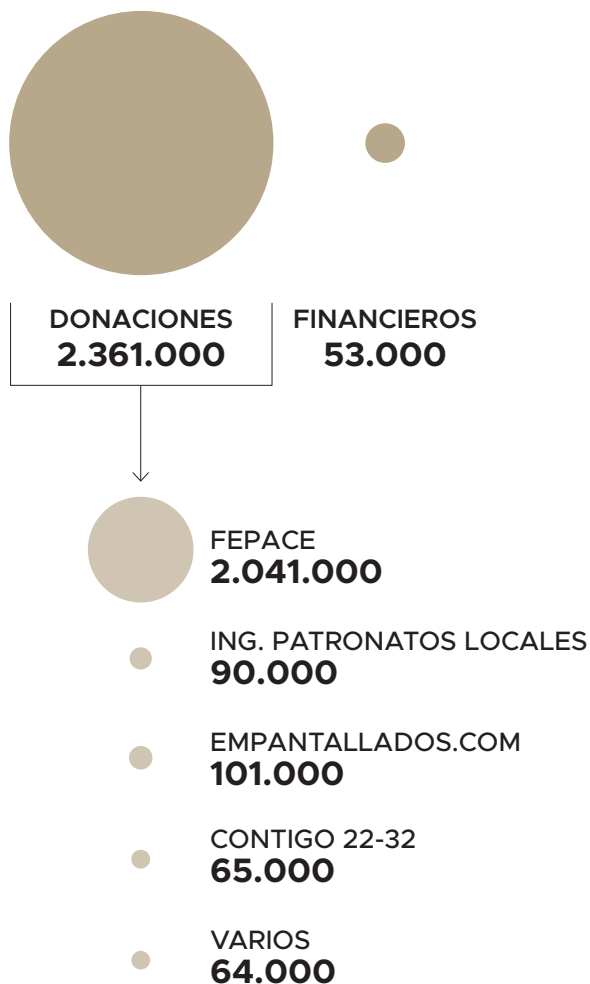 DONACIONES
2.361.000
FINANCIEROS
53.000
FEPACE
2.041.000
ING. PATRONATOS LOCALES
90.000
EMPANTALLADOS.COM
101.000
CONTIGO 22-32
65.000
VARIOS
64.000